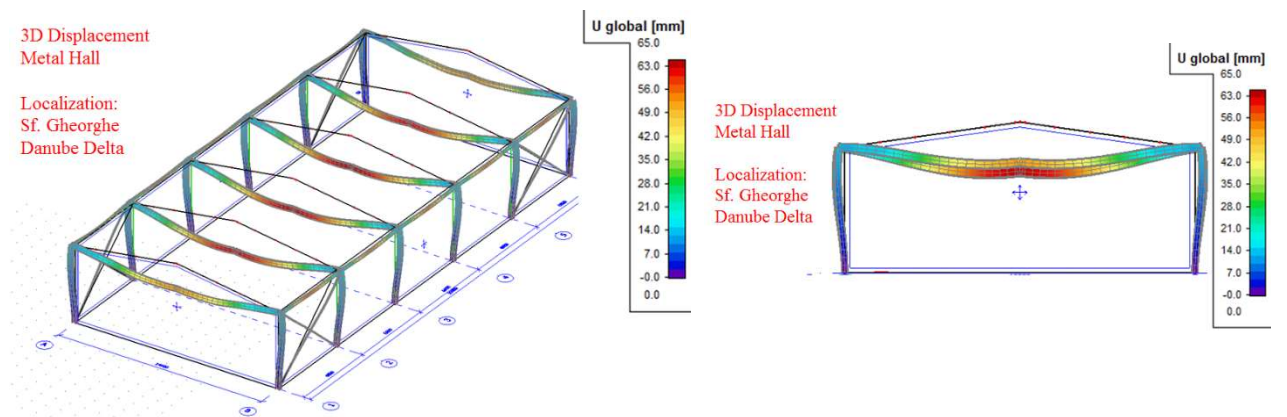 3D Displacement
Metal Hall
Localization:
Sf. Gheorghe
Danube Delta
U global [mm]
65.0
63.0
56.0
49.0
42.0
35.0
28.0
21.0
14.0
7.0
-0.0
0.0
3D Displacement
Metal Hall
Localization:
Sf. Gheorghe
Danube Delta
U global [mm]
65.0
63.0
56.0
49.0
42.0
35.0
28.0
21.0
14.0
7.0
-0.0
0.0